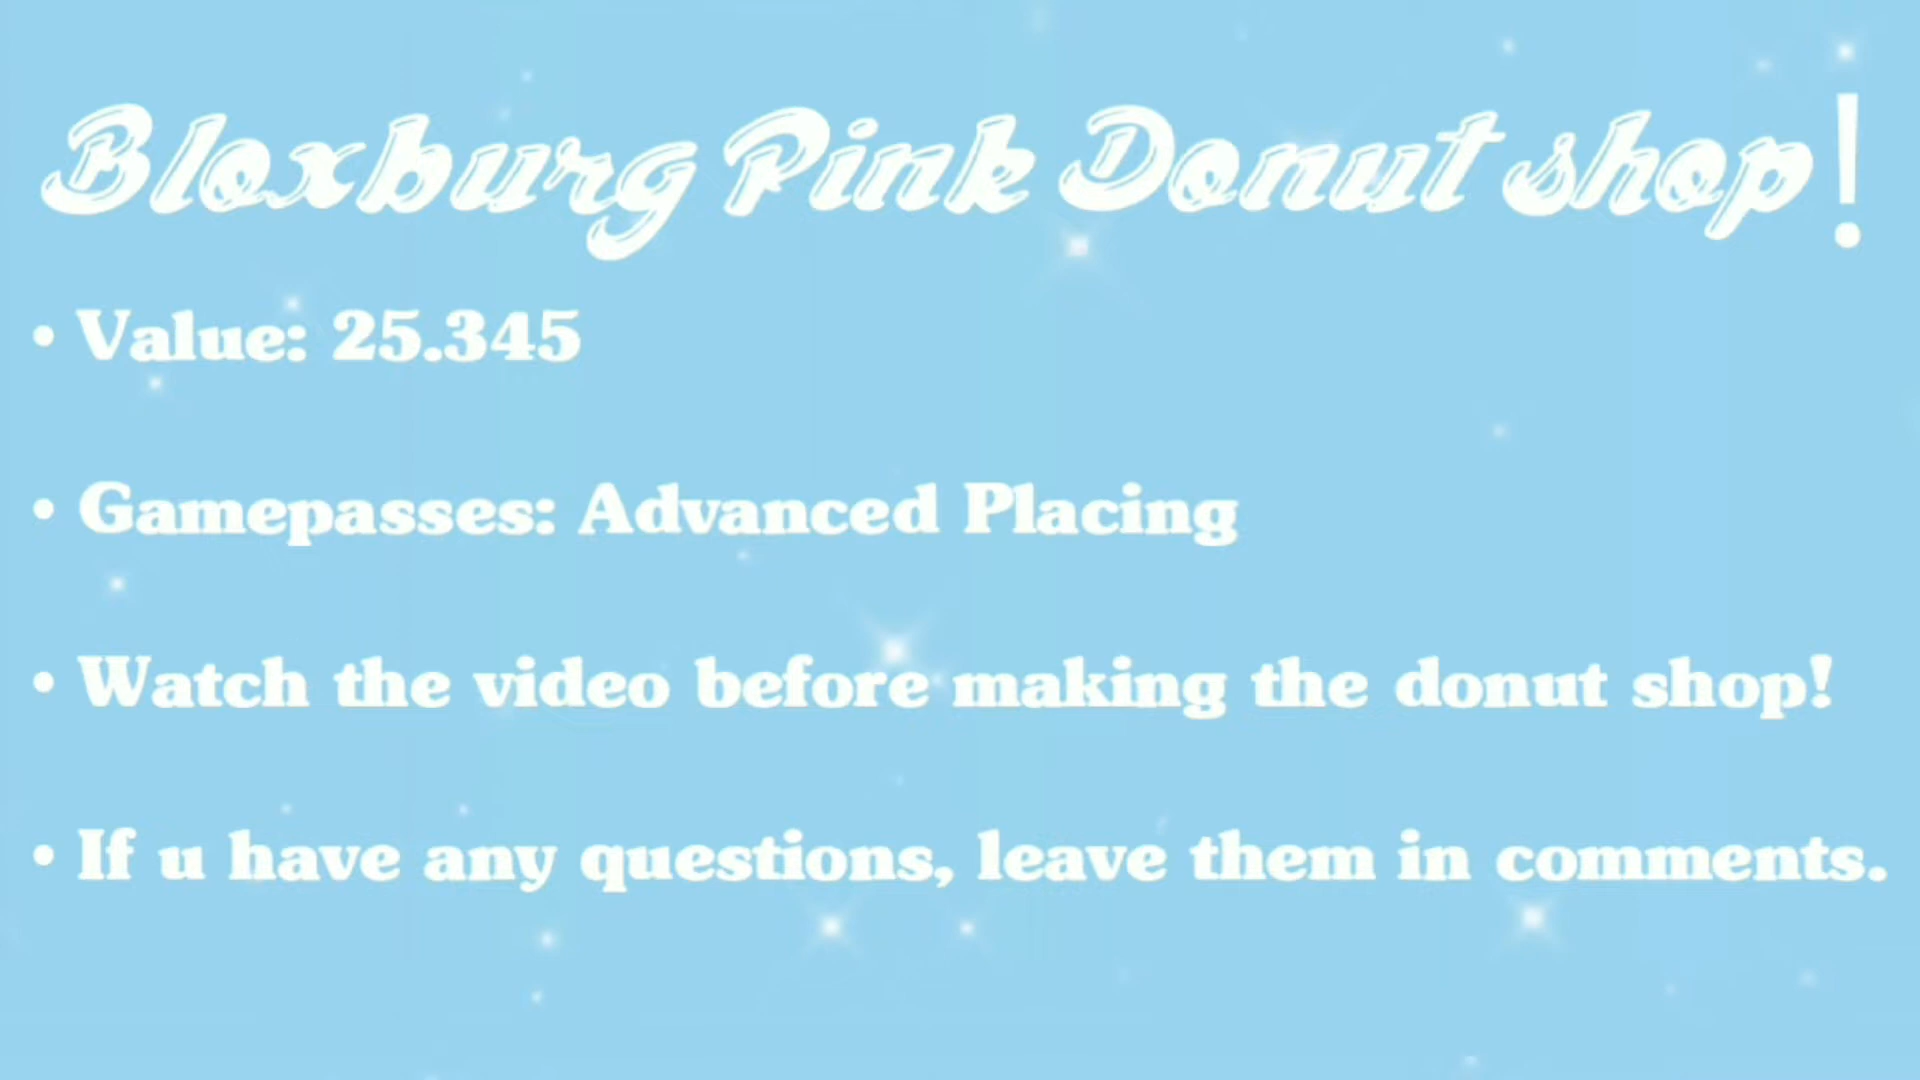 Bloxburg Pink Donut shop!
• Value: 25.345
• Gamepasses: Advanced Placing
• Watch the video before making the donut shop!
• If u have any questions, leave them in comments.